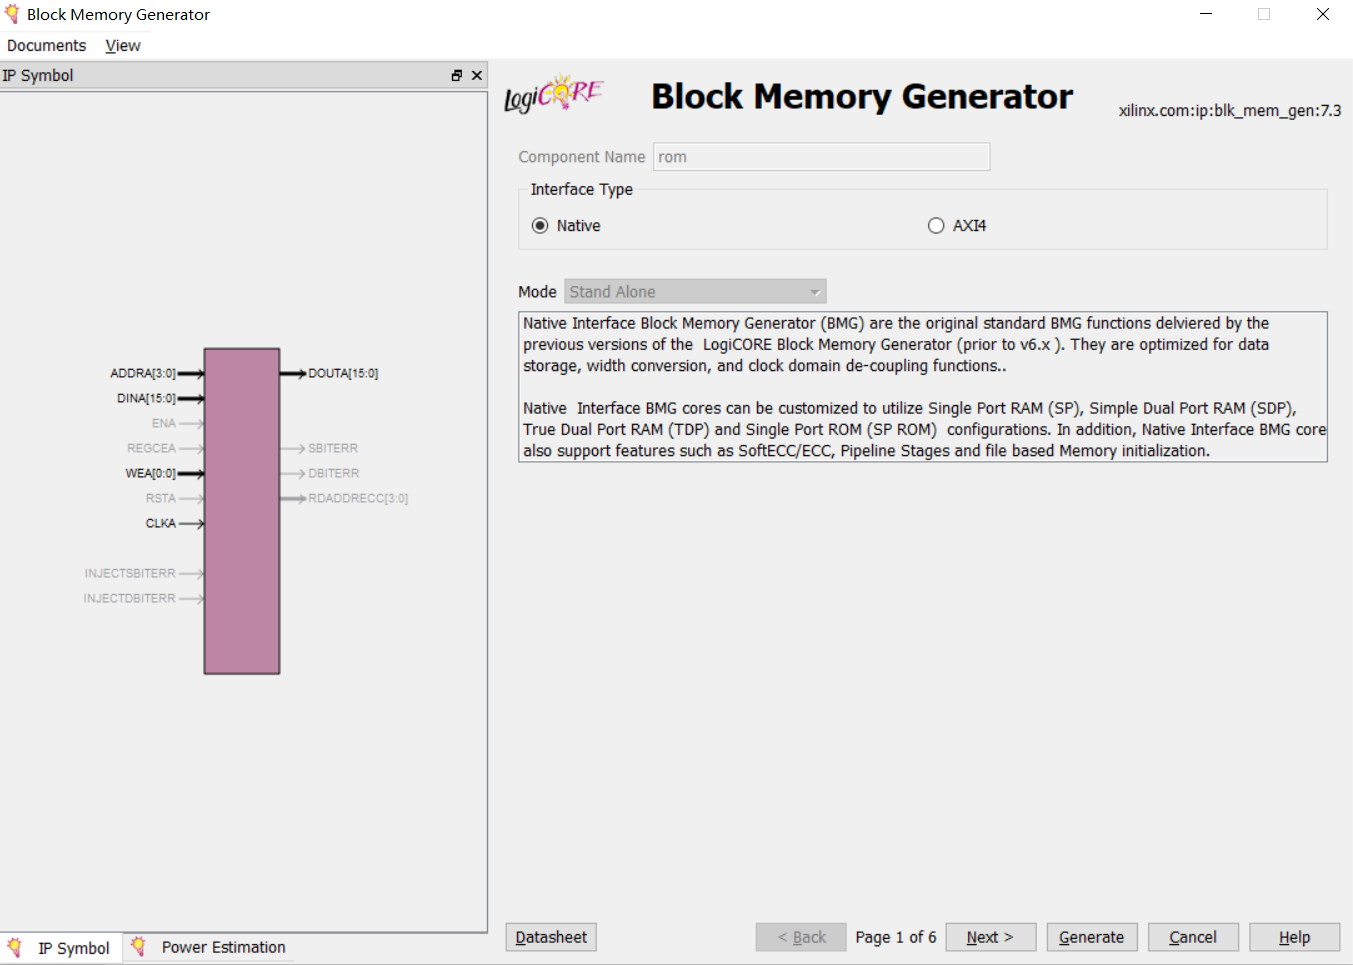 Block Memory Generator
Documents View
IP Symbol
ADDRA[3:0]
DINA[15:0]
ENA
REGCEA
WEA[0:0]
RSTA
CLKA
INJECTSBITERR
INJECTDBITERR
DOUTA[15:0]
SBITERR
DBITERR
RDADDRECC[3:0]
IP Symbol Power Estimation
LogiCORE
Block Memory Generator
xilinx.com:ip:blk_mem_gen:7.3
Component Name rom
Interface Type
Native AXI4
Mode Stand Alone
Native Interface Block Memory Generator (BMG) are the original standard BMG functions delviered by the
previous versions of the LogiCORE Block Memory Generator (prior to v6.x ). They are optimized for data
storage, width conversion, and clock domain de-coupling functions..
Native Interface BMG cores can be customized to utilize Single Port RAM (SP), Simple Dual Port RAM (SDP),
True Dual Port RAM (TDP) and Single Port ROM (SP ROM) configurations. In addition, Native Interface BMG core
also support features such as SoftECC/ECC, Pipeline Stages and file based Memory initialization.
Datasheet < Back Page 1 of 6 Next > Generate Cancel Help